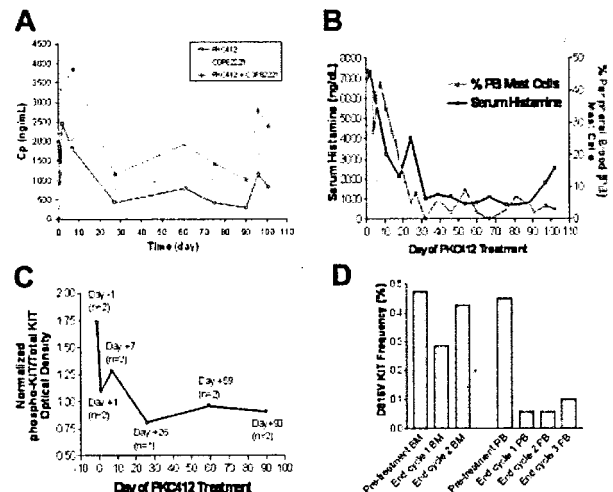 A
4500
4000
3500
3000
2500
2000
1500
1000
500
0
Cp (ng/mL)
0 10 20 30 40 50 60 70 80 90 100 110
Time (day)
PKC412
CGP62221
PKC412 + CGP62221
B
8000
7000
6000
5000
4000
3000
2000
1000
0
Serum Histamine (ng/dL)
50
40
30
20
10
0
% Peripheral Blood (PB)
Mast Cells
% PB Mast Cells
Serum Histamine
0 10 20 30 40 50 60 70 80 90 100
Day of PKC412 Treatment
C
2.00
1.75
1.50
1.25
1.00
0.75
0.50
Normalized
phospho-KIT/Total KIT
Optical Density
Day -1
(n=2)
Day +1
(n=2)
Day +7
(n=2)
Day +26
Day +59
(n=2)
Day +90
(n=2)
-10 0 10 20 30 40 50 60 70 80 90 100
Day of PKC412 Treatment
D
0.5
0.4
0.3
0.2
0.1
0.0
D816V KIT Frequency (%)
Pre-treatment BM
End cycle 1 BM
End cycle 2 BM
Pre-treatment PB
End cycle 1 PB
End cycle 2 PB
End cycle 3 PB